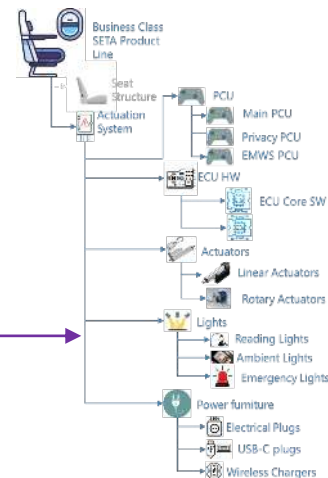 Business Class
SETA Product
Line
Seat
Structure
Actuation
System
PCU
Main PCU
Privacy PCU
EMWS PCU
ECU HW
ECU Core SW
Actuators
Linear Actuators
Rotary Actuators
Lights
Reading Lights
Ambient Lights
Emergency Lights
Power furniture
Electrical Plugs
USB-C plugs
Wireless Chargers